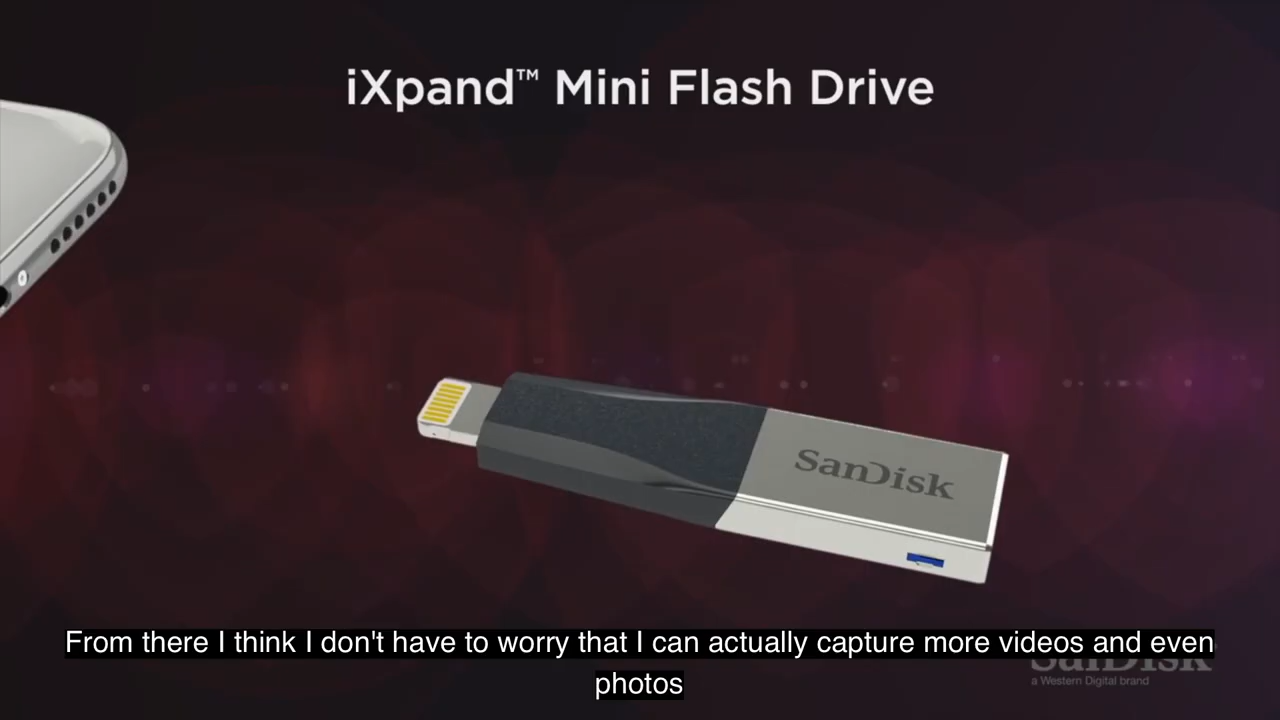 iXpand™ Mini Flash Drive
SanDisk
From there I think I don't have to worry that I can actually capture more videos and even
photos
SanDisk
a Western Digital brand